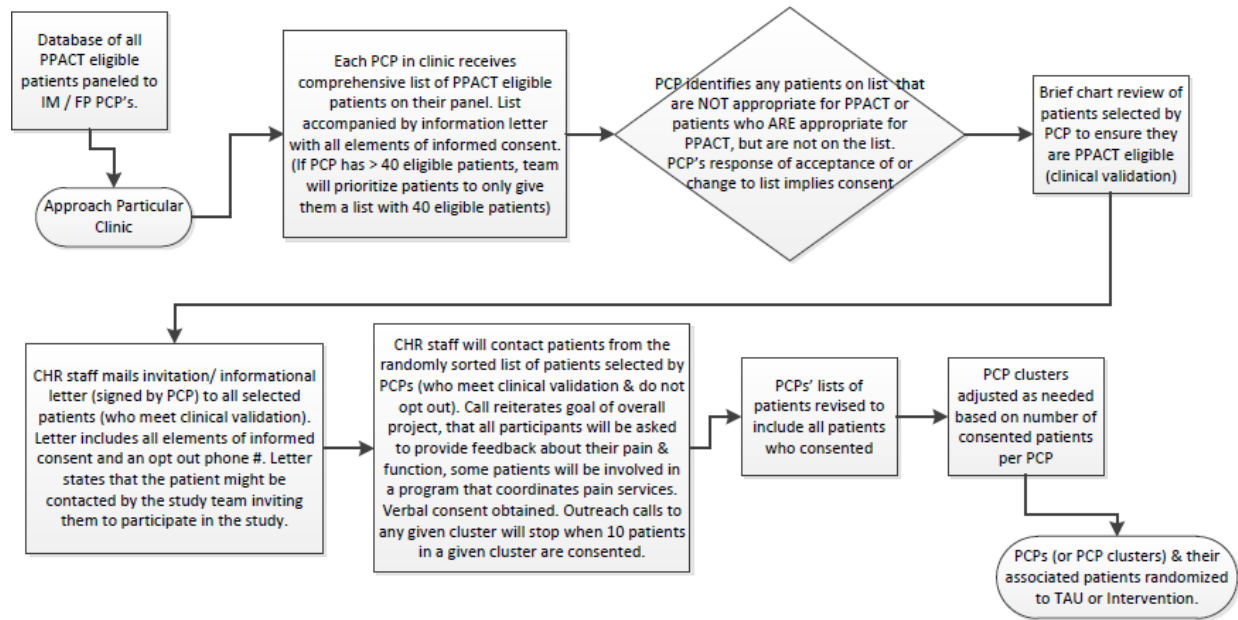 Database of all
PPACT eligible
patients paneled to
IM / FP PCP's.
Approach Particular
Clinic
Each PCP in clinic receives
comprehensive list of PPACT eligible
patients on their panel. List
accompanied by information letter
with all elements of informed consent.
(If PCP has > 40 eligible patients, team
will prioritize patients to only give
them a list with 40 eligible patients)
PCP identifies any patients on list that
are NOT appropriate for PPACT or
patients who ARE appropriate for
PPACT, but are not on the list.
PCP's response of acceptance of or
change to list implies consent
Brief chart review of
patients selected by
PCP to ensure they
are PPACT eligible
(clinical validation)
CHR staff mails invitation/ informational
letter (signed by PCP) to all selected
patients (who meet clinical validation).
Letter includes all elements of informed
consent and an opt out phone #. Letter
states that the patient might be
contacted by the study team inviting
them to participate in the study.
CHR staff will contact patients from the
randomly sorted list of patients selected by
PCPs (who meet clinical validation & do not
opt out). Call reiterates goal of overall
project, that all participants will be asked
to provide feedback about their pain &
function, some patients will be involved in
a program that coordinates pain services.
Verbal consent obtained. Outreach calls to
any given cluster will stop when 10 patients
in a given cluster are consented.
PCPs' lists of
patients revised to
include all patients
who consented
PCP clusters
adjusted as needed
based on number of
consented patients
per PCP
PCPs (or PCP clusters) & their
associated patients randomized
to TAU or Intervention.